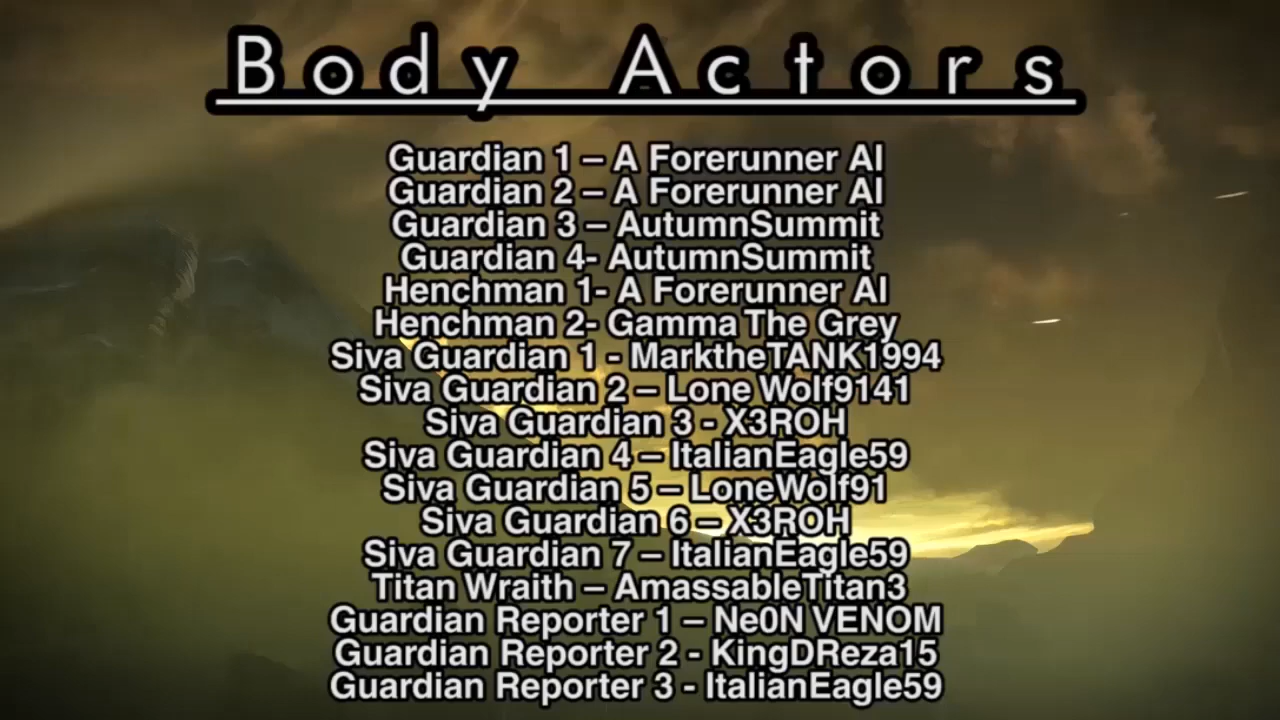 Body Actors
Guardian 1 – A Forerunner AI
Guardian 2 – A Forerunner AI
Guardian 3 – AutumnSummit
Guardian 4- AutumnSummit
Henchman 1- A Forerunner AI
Henchman 2- Gamma The Grey
Siva Guardian 1 - MarktheTANK1994
Siva Guardian 2 – Lone Wolf9141
Siva Guardian 3 - X3ROH
Siva Guardian 4 – ItalianEagle59
Siva Guardian 5 – LoneWolf91
Siva Guardian 6 – X3ROH
Siva Guardian 7 – ItalianEagle59
Titan Wraith – AmassableTitan3
Guardian Reporter 1 – Ne0N VENOM
Guardian Reporter 2 - KingDReza15
Guardian Reporter 3 - ItalianEagle59